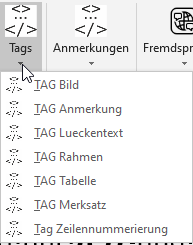 Tags Anmerkungen Fremdspr
TAG Bild
TAG Anmerkung
TAG Lueckentext
TAG Rahmen
TAG Tabelle
TAG Merksatz
Tag Zeilennummerierung